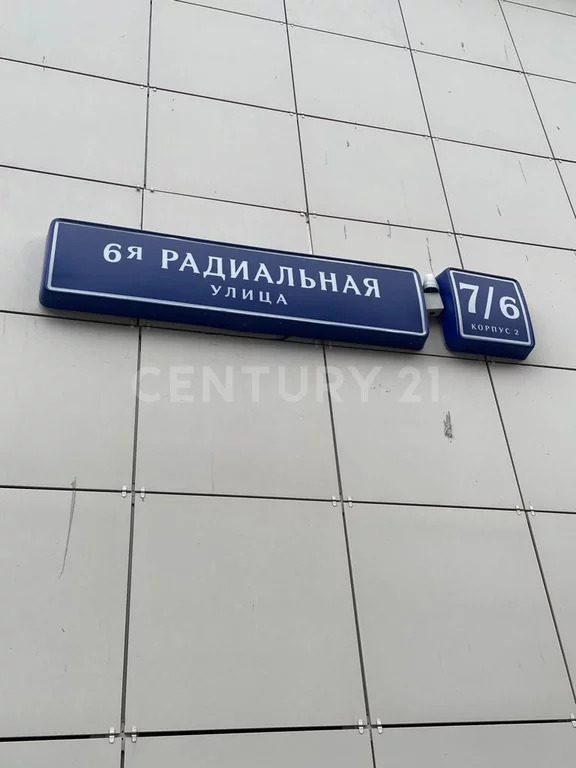 6я РАДИАЛЬНАЯ
УЛИЦА
7/6
КОРПУС 2
CENTURY 21